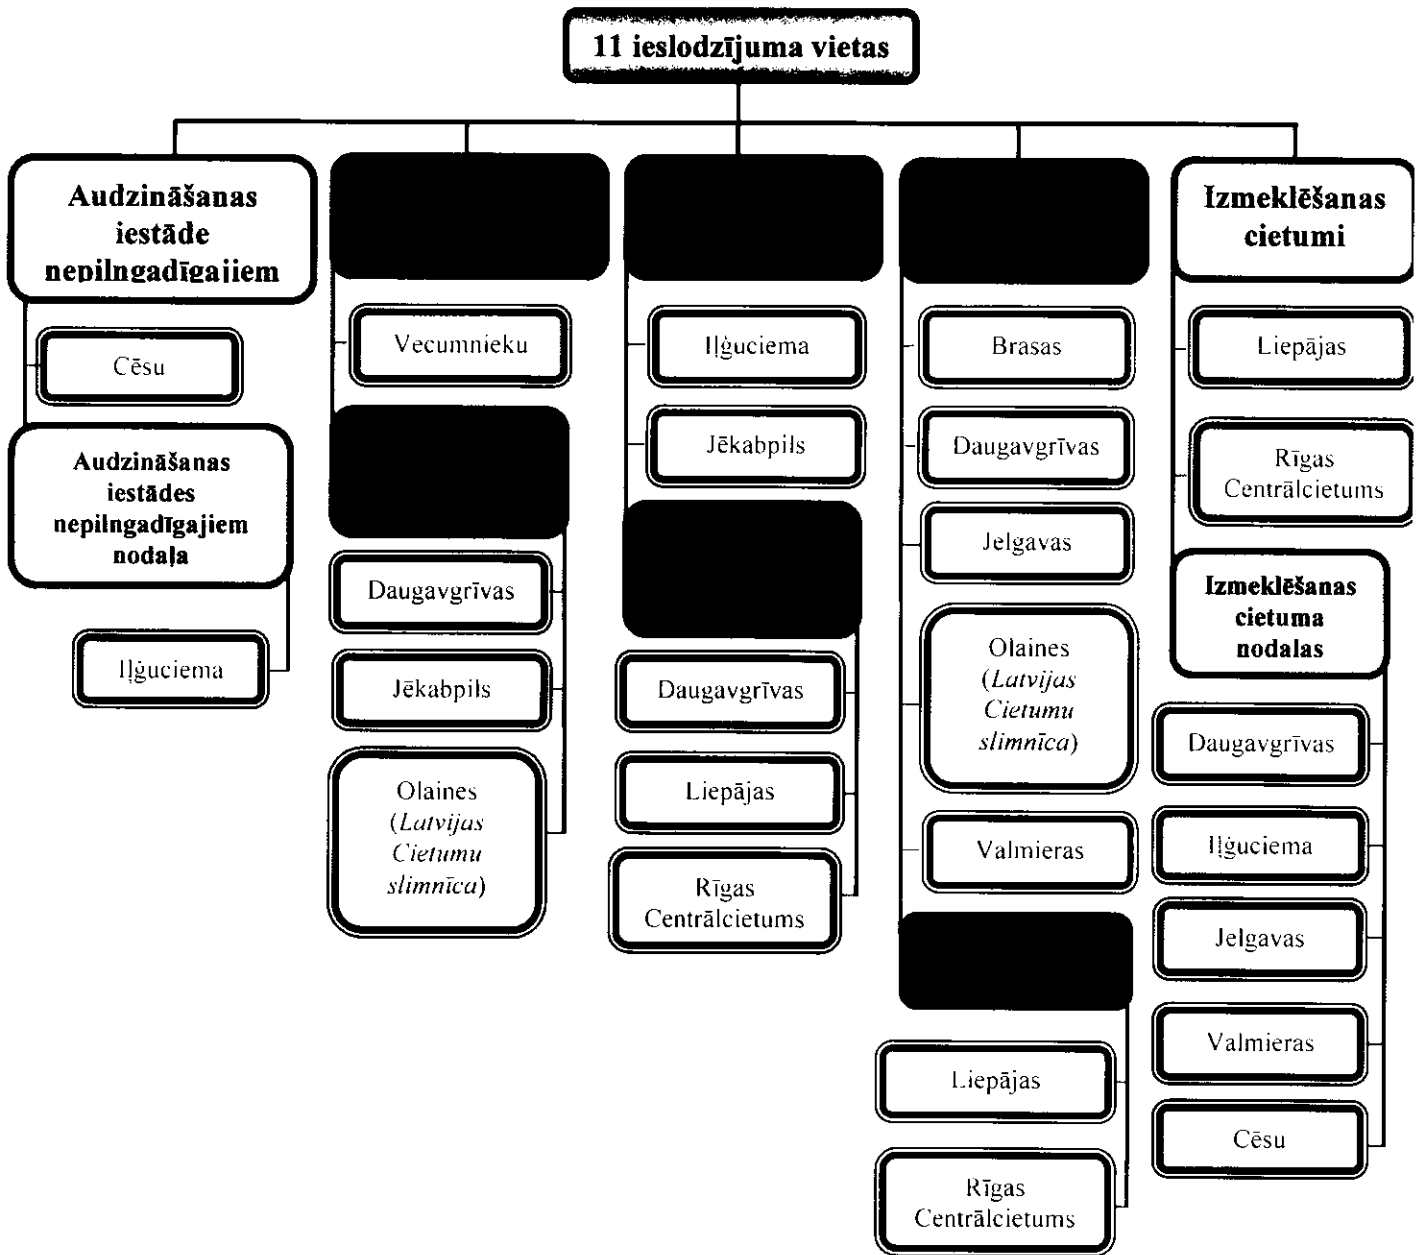 11 ieslodzījuma vietas
Audzināšanas
iestāde
nepilngadīgajiem
Cēsu
Audzināšanas
iestādes
nepilngadīgajiem
nodaļa
Iļģuciema
Vecumnieku
Daugavgrīvas
Jēkabpils
Olaines
(Latvijas
Cietumu
slimnīca)
Iļģuciema
Jēkabpils
Daugavgrīvas
Liepājas
Rīgas
Centrālcietums
Brasas
Daugavgrīvas
Jelgavas
Olaines
(Latvijas
Cietumu
slimnīca)
Valmieras
Liepājas
Rīgas
Centrālcietums
Izmeklēšanas
cietumi
Liepājas
Rīgas
Centrālcietums
Izmeklēšanas
cietuma
nodaļas
Daugavgrīvas
Iļģuciema
Jelgavas
Valmieras
Cēsu